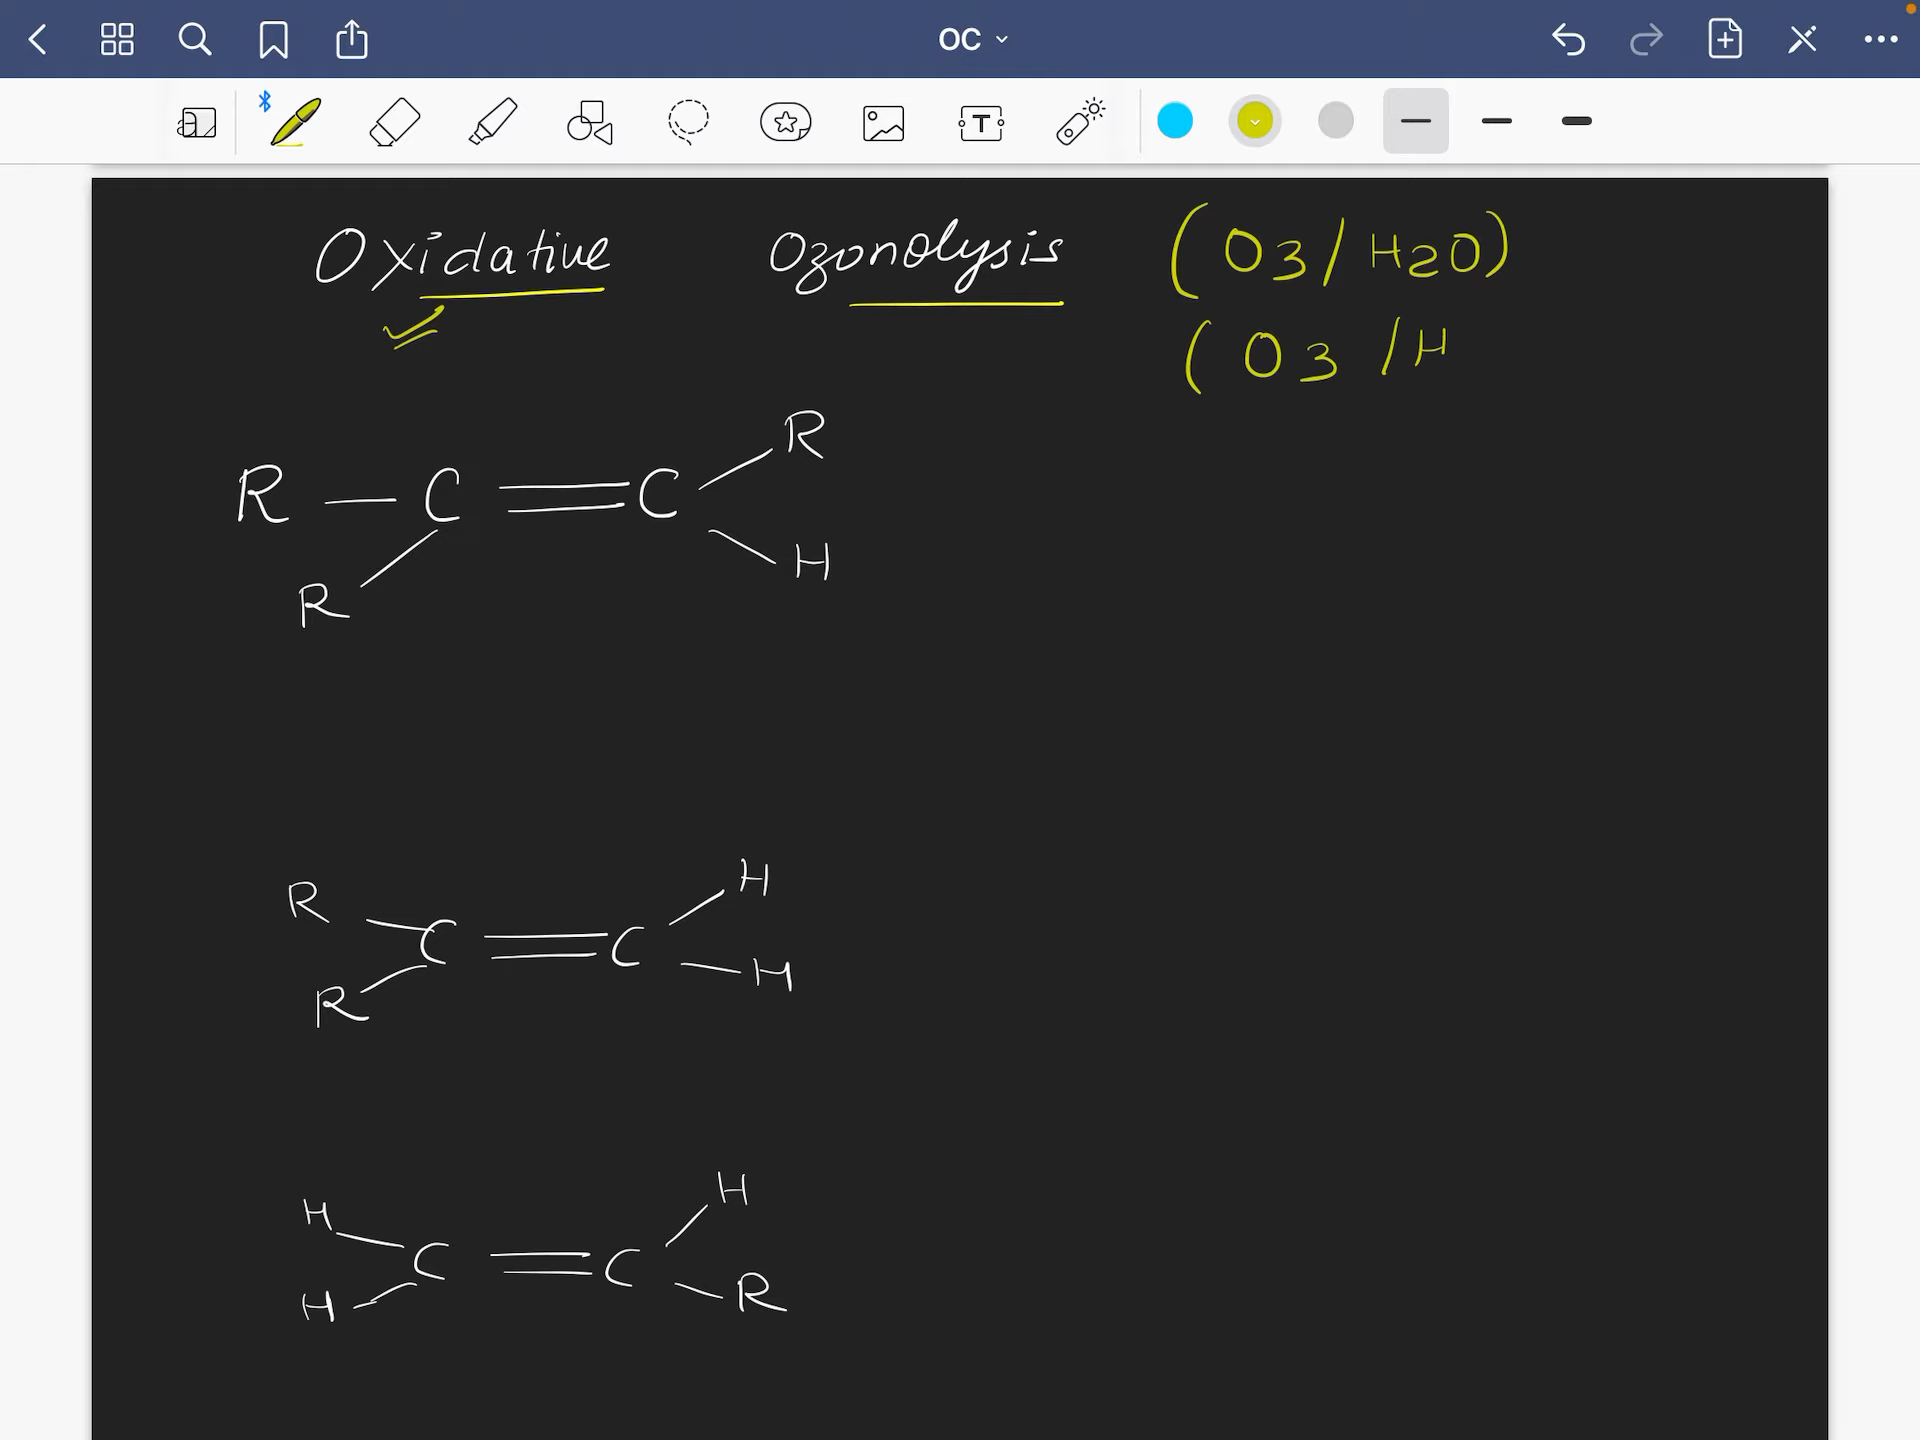 OC
T
Oxidative Ozonolysis (O3/H2O)
(O3/H
R
R — C = C
H
R
H
R
C = C
H
R
H
H
C = C
H
R